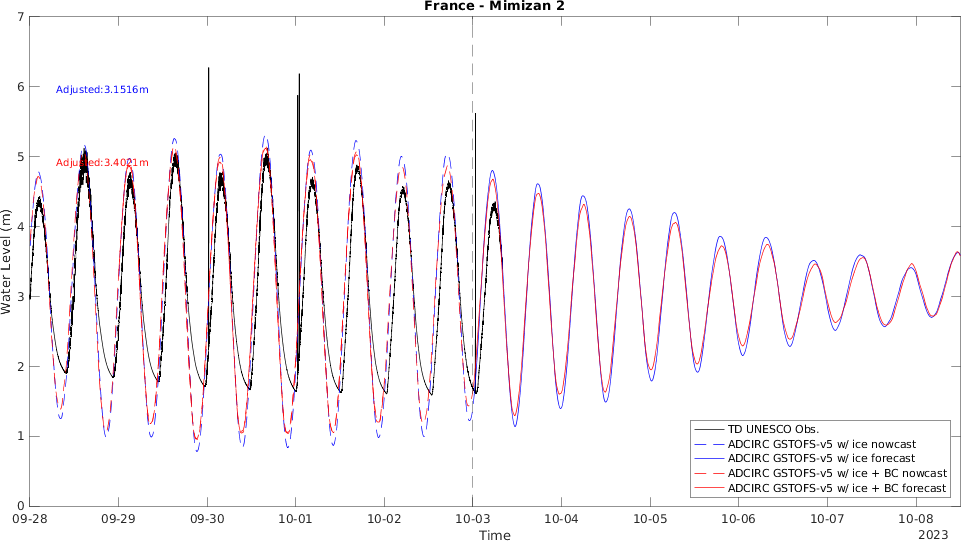 France - Mimizan 2
7
6
5
4
3
2
1
0
Water Level (m)
Adjusted:3.1516m
Adjusted:3.4021m
TD UNESCO Obs.
ADCIRC GSTOFS-v5 w/ ice nowcast
ADCIRC GSTOFS-v5 w/ ice forecast
ADCIRC GSTOFS-v5 w/ ice + BC nowcast
ADCIRC GSTOFS-v5 w/ ice + BC forecast
09-28 09-29 09-30 10-01 10-02 10-03 10-04 10-05 10-06 10-07 10-08
Time
2023